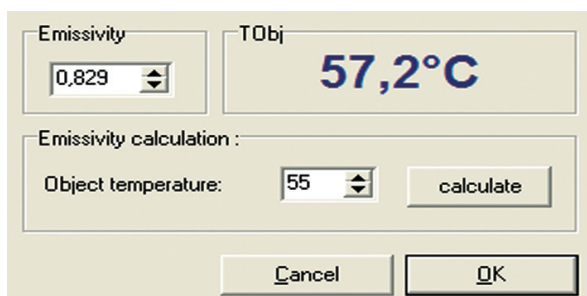 Emissivity
TObj
0,829
57,2°C
Emissivity calculation :
Object temperature:
55
calculate
Cancel
OK